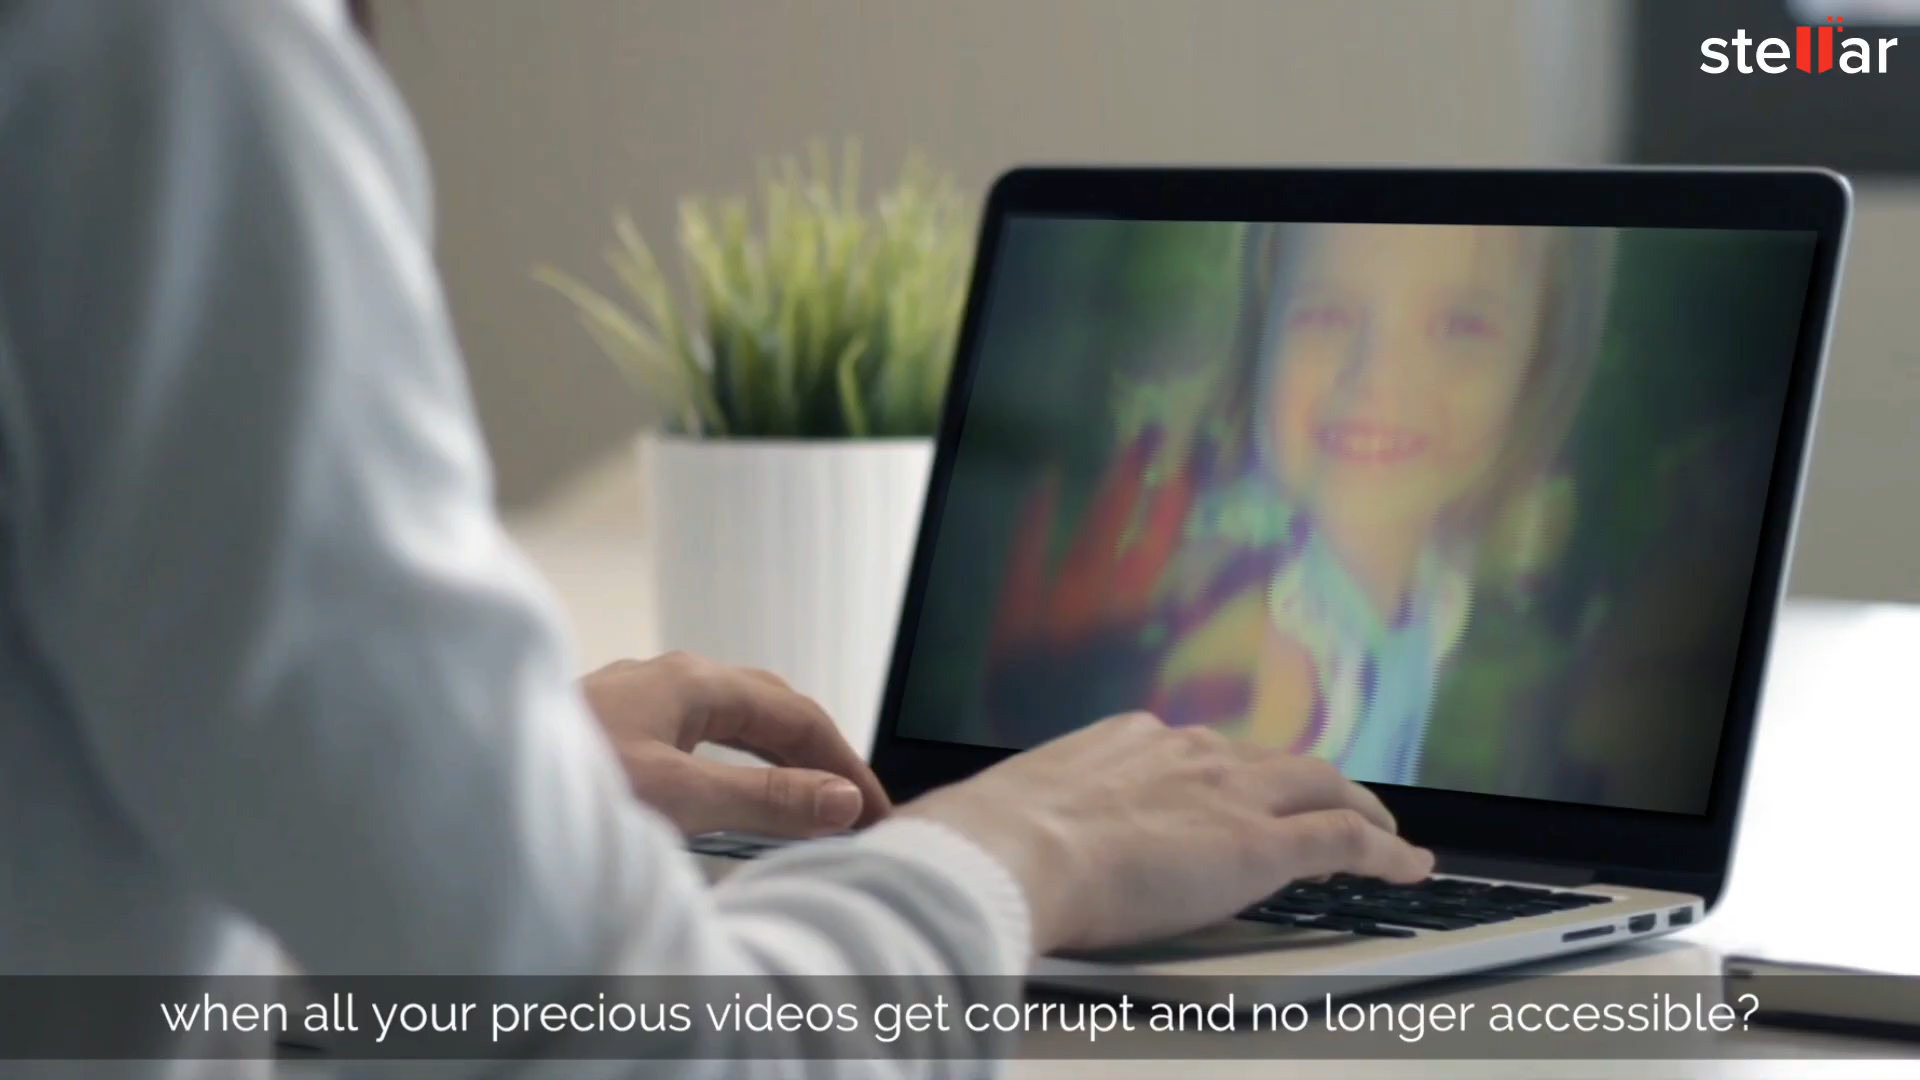 stellar
when all your precious videos get corrupt and no longer accessible?